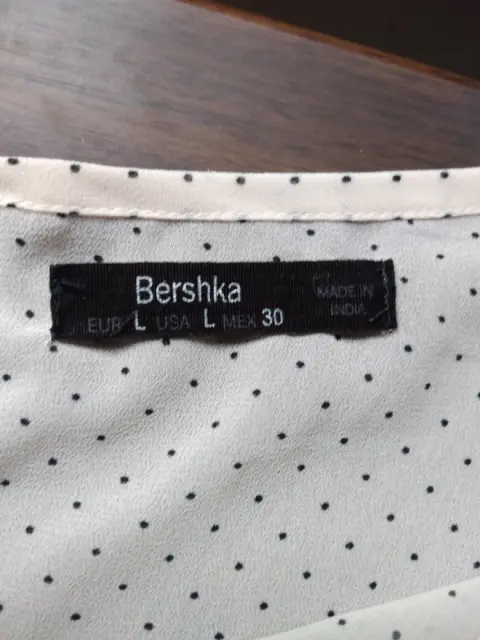 Bershka
EUR L USA L MEX 30
MADE IN
INDIA